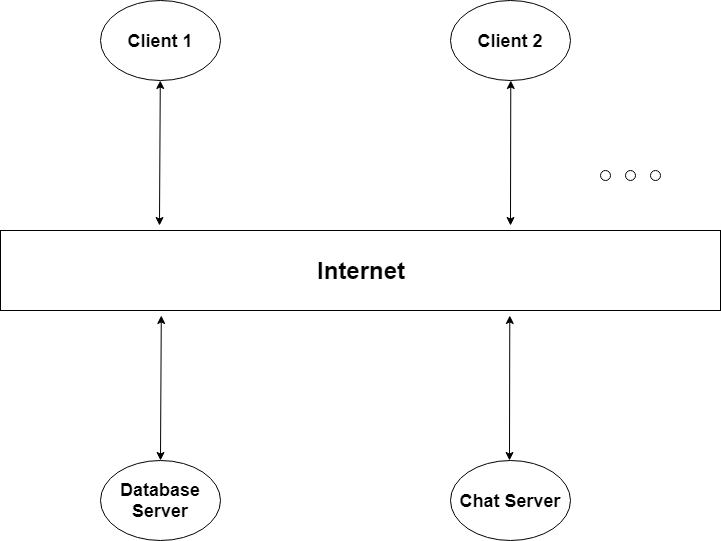 Client 1
Client 2
Internet
Database
Server
Chat Server